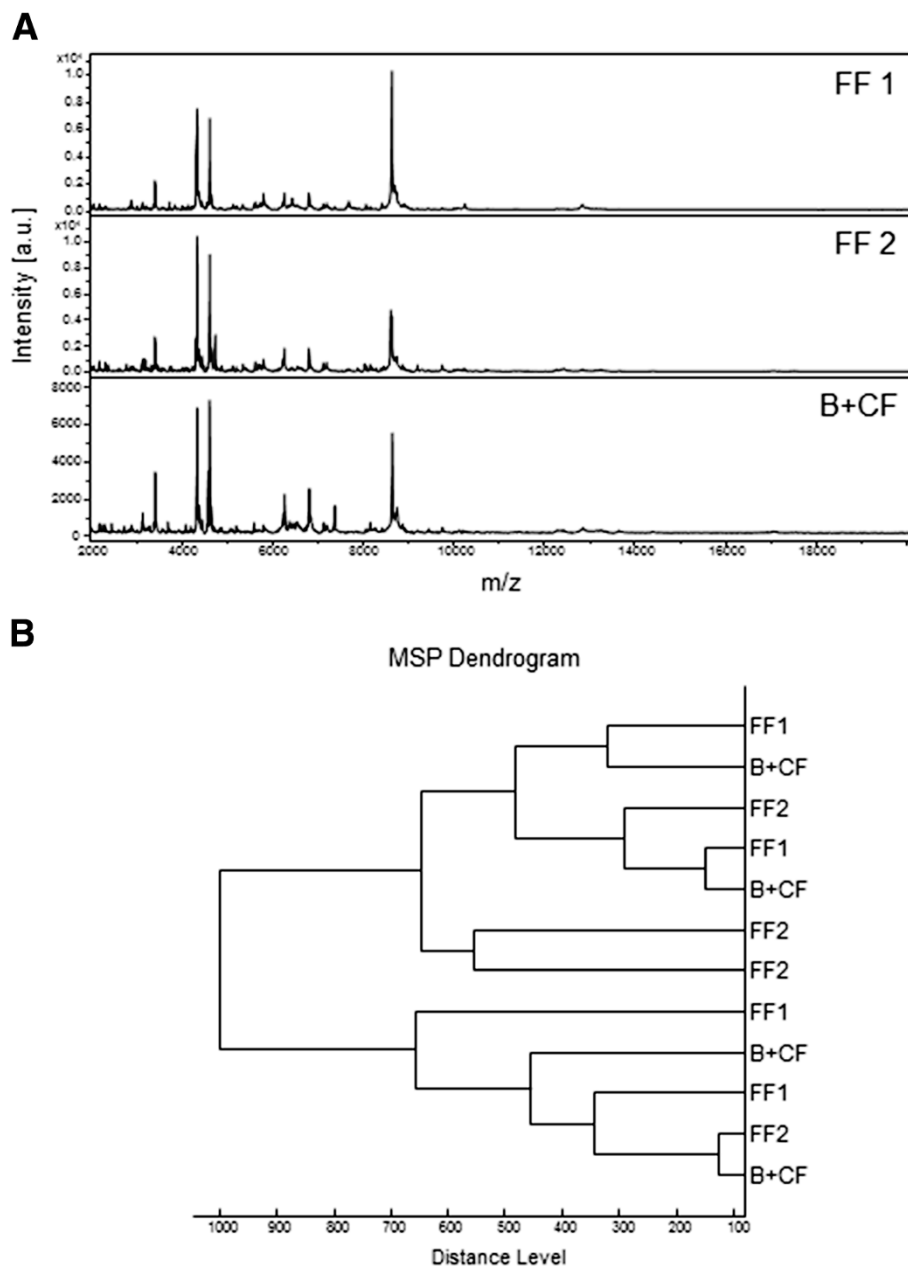 A
x10⁴
1.0
0.8
0.6
0.4
0.2
0.0
FF 1
x10⁴
1.0
0.8
0.6
0.4
0.2
0.0
FF 2
8000
6000
4000
2000
0
B+CF
Intensity [a.u.]
2000 4000 6000 8000 10000 12000 14000 16000 18000
m/z
B
MSP Dendrogram
FF1
B+CF
FF2
FF1
B+CF
FF2
FF2
FF1
B+CF
FF1
FF2
B+CF
1000 900 800 700 600 500 400 300 200 100
Distance Level